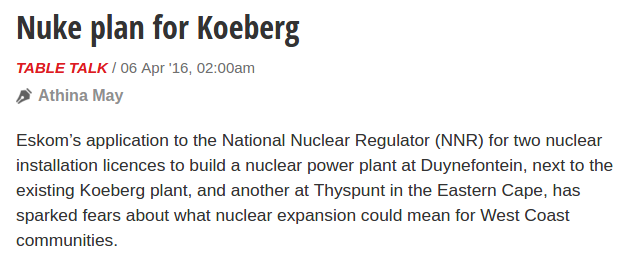 Nuke plan for Koeberg
TABLE TALK / 06 Apr '16, 02:00am
Athina May
Eskom’s application to the National Nuclear Regulator (NNR) for two nuclear
installation licences to build a nuclear power plant at Duynefontein, next to the
existing Koeberg plant, and another at Thyspunt in the Eastern Cape, has
sparked fears about what nuclear expansion could mean for West Coast
communities.